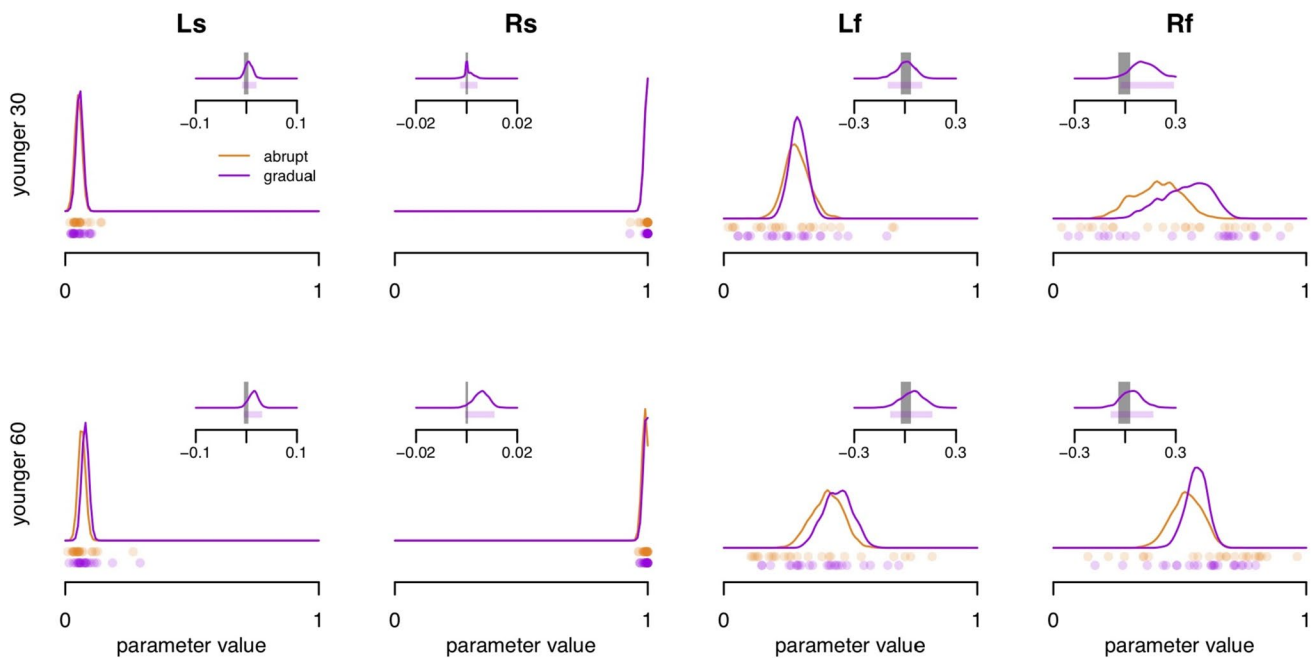 Ls Rs Lf Rf
younger 30
−0.1 0.1 −0.02 0.02 −0.3 0.3 −0.3 0.3
abrupt
gradual
0 1 0 1 0 1 0 1
younger 60
−0.1 0.1 −0.02 0.02 −0.3 0.3 −0.3 0.3
0 1 0 1 0 1 0 1
parameter value parameter value parameter value parameter value